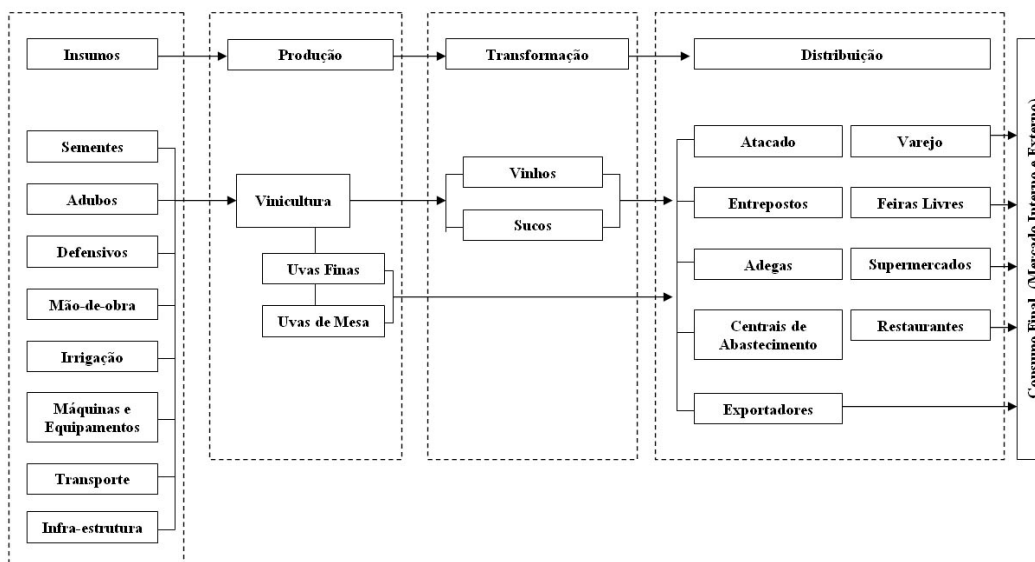 Insumos
Produção
Transformação
Distribuição
Sementes
Adubos
Defensivos
Mão-de-obra
Irrigação
Máquinas e
Equipamentos
Transporte
Infra-estrutura
Vinicultura
Uvas Finas
Uvas de Mesa
Vinhos
Sucos
Atacado
Varejo
Entrepostos
Feiras Livres
Adegas
Supermercados
Centrais de
Abastecimento
Restaurantes
Exportadores
Consumo Final (Mercado Interno e Externo)